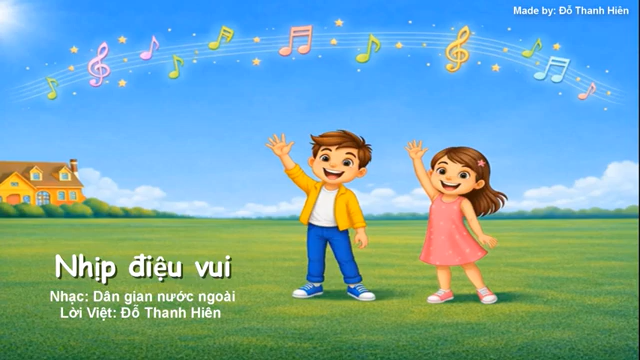 Made by: Đỗ Thanh Hiên
Nhịp điệu vui
Nhạc: Dân gian nước ngoài
Lời Việt: Đỗ Thanh Hiên